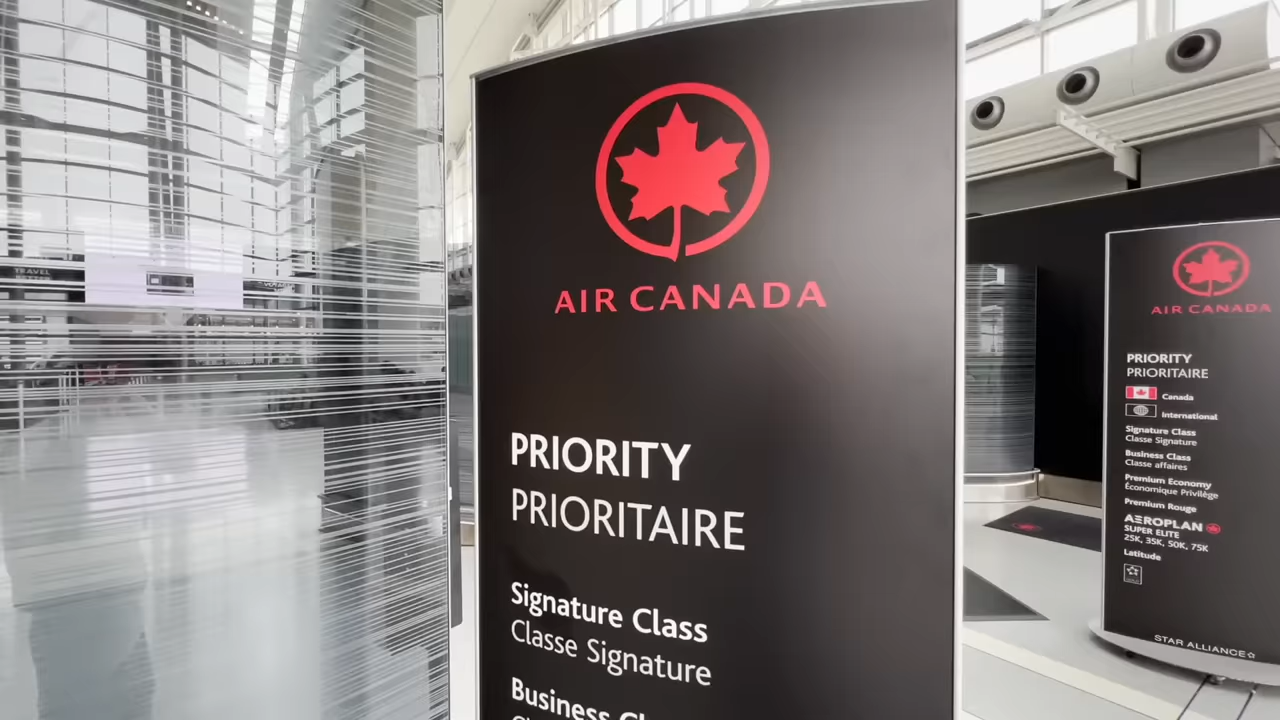 TRAVEL
AIR CANADA
PRIORITY
PRIORITAIRE
Signature Class
Classe Signature
Business
AIR CANADA
PRIORITY
PRIORITAIRE
Canada
International
Signature Class
Classe Signature
Business Class
Classe affaires
Premium Economy
Économique Privilège
Premium Rouge
AEROPLAN
SUPER ELITE
25K, 35K, 50K, 75K
Latitude
STAR ALLIANCE